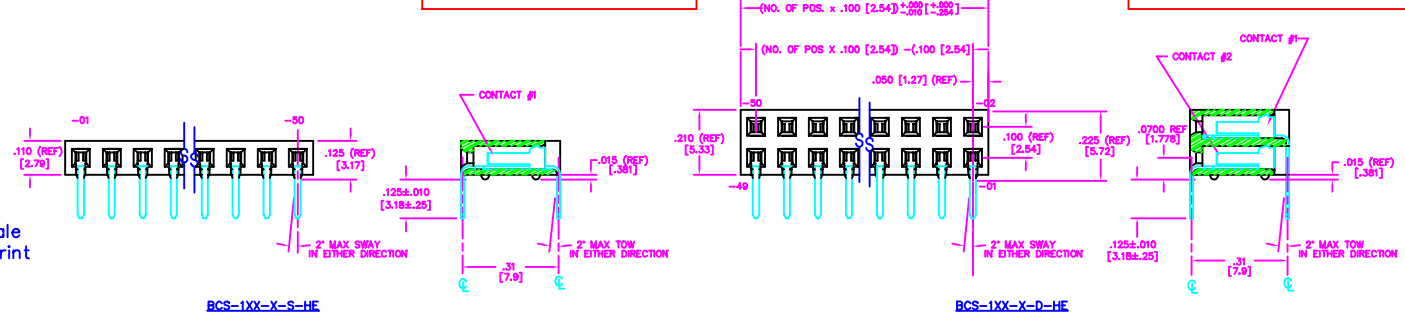 (NO. OF POS. x .100 [2.54]) +.000 -.010 [+.000 -.254]
(NO. OF POS X .100 [2.54]) -(.100 [2.54]
.050 [1.27] (REF)
CONTACT #1
CONTACT #2
CONTACT #1
-01
-50
-50
-02
.110 (REF)
[2.79]
.125 (REF)
[3.17]
.015 (REF)
[.381]
.125±.010
[3.18±.25]
2° MAX SWAY
IN EITHER DIRECTION
2° MAX TOW
IN EITHER DIRECTION
.31
[7.9]
℄
℄
.210 (REF)
[5.33]
.100 (REF)
[2.54]
.225 (REF)
[5.72]
.0700 REF
[1.778]
.015 (REF)
[.381]
-49
-01
SS
SS
.125±.010
[3.18±.25]
2° MAX SWAY
IN EITHER DIRECTION
2° MAX TOW
IN EITHER DIRECTION
.31
[7.9]
℄
℄
ale
rint
BCS-1XX-X-S-HE
BCS-1XX-X-D-HE